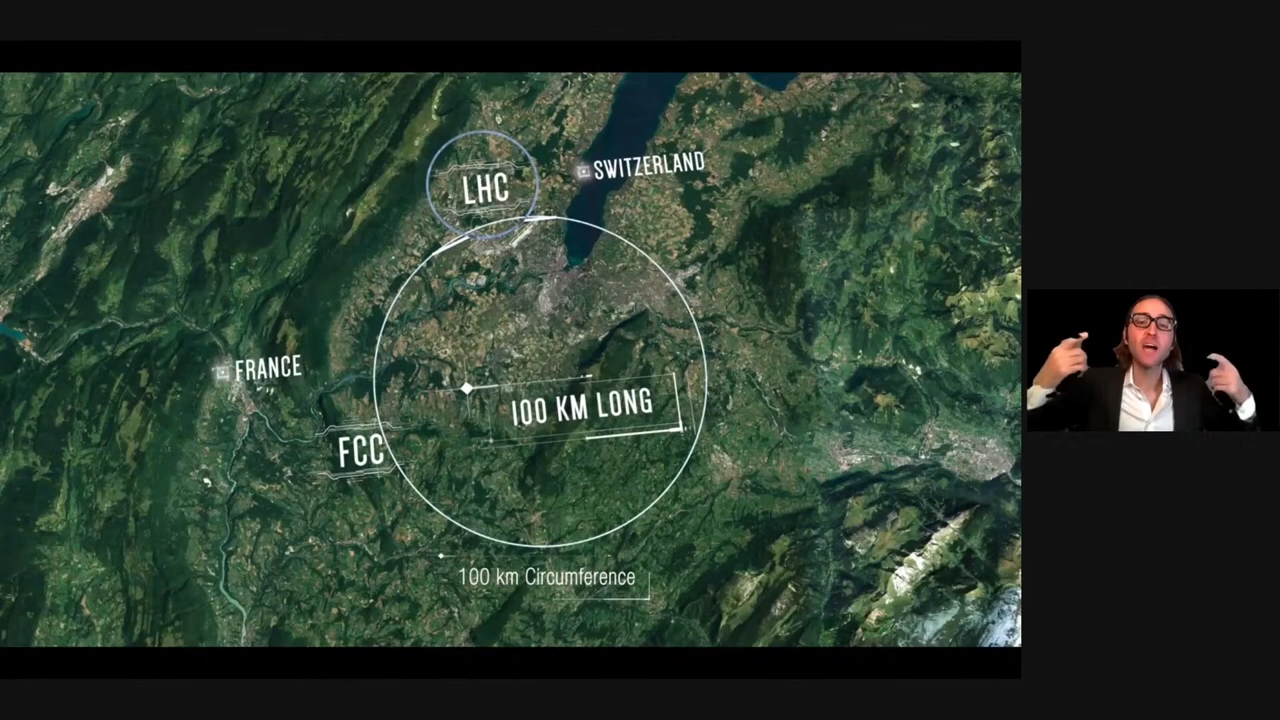 SWITZERLAND
LHC
FRANCE
100 KM LONG
FCC
100 km Circumference